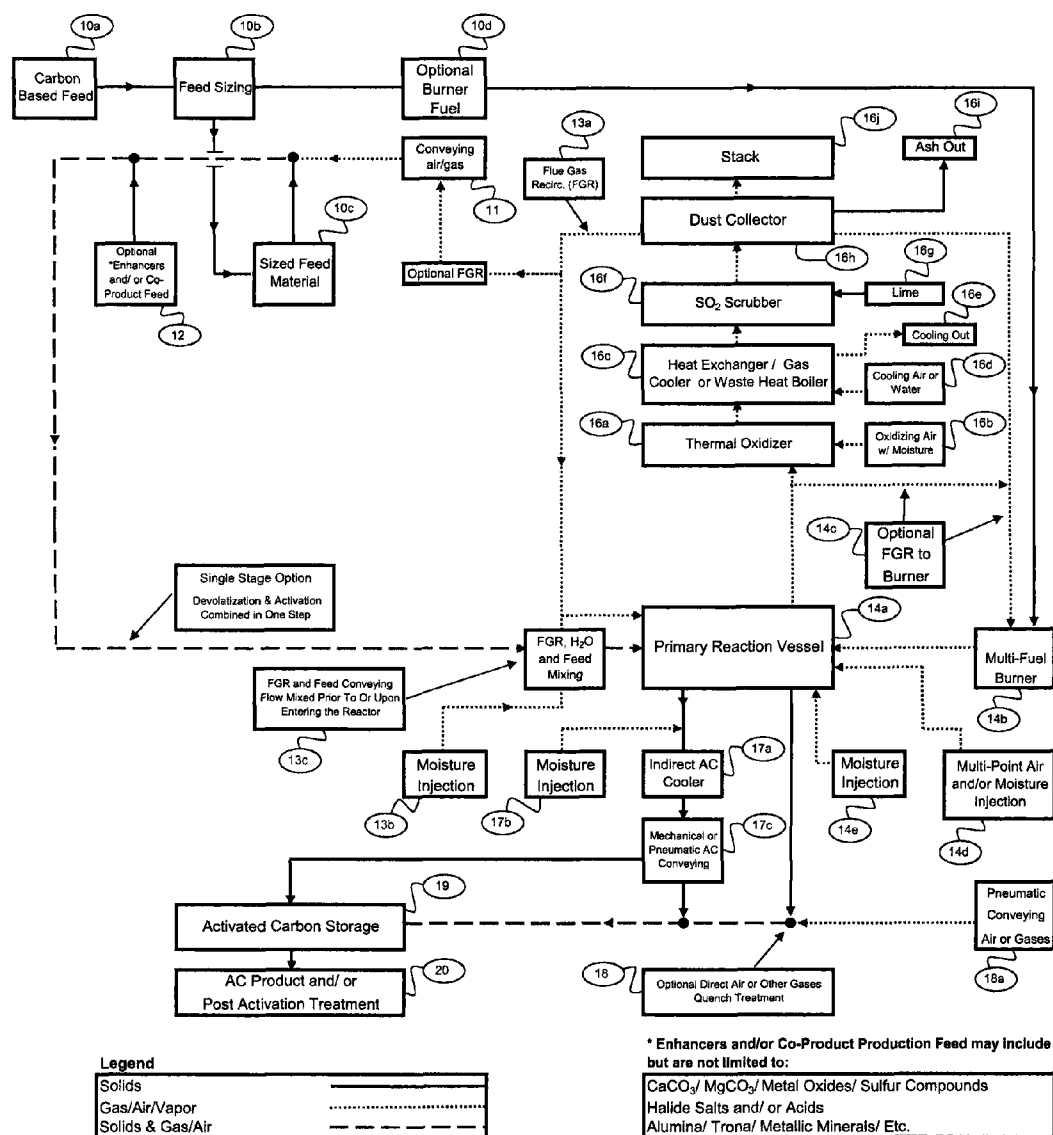 10a
10b
10d
Carbon
Based Feed
Feed Sizing
Optional
Burner
Fuel
13a
16j
16i
Conveying
air/gas
Flue Gas
Recirc. (FGR)
Stack
Ash Out
11
10c
Dust Collector
Optional
*Enhancers
and/ or Co-
Product Feed
Sized Feed
Material
Optional FGR
16h
16f
16g
Lime
12
SO₂ Scrubber
16e
Cooling Out
16c
Heat Exchanger / Gas
Cooler or Waste Heat Boiler
Cooling Air or
Water
16d
16a
Thermal Oxidizer
Oxidizing Air
w/ Moisture
16b
14c
Optional
FGR to
Burner
Single Stage Option
Devolatization & Activation
Combined in One Step
14a
FGR, H₂O
and Feed
Mixing
Primary Reaction Vessel
Multi-Fuel
Burner
FGR and Feed Conveying
Flow Mixed Prior To Or Upon
Entering the Reactor
14b
13c
17a
Moisture
Injection
Moisture
Injection
Indirect AC
Cooler
Moisture
Injection
Multi-Point Air
and/or Moisture
Injection
13b
17b
17c
14e
14d
Mechanical or
Pneumatic AC
Conveying
19
Activated Carbon Storage
Pneumatic
Conveying
Air or Gases
20
18
18a
AC Product and/ or
Post Activation Treatment
Optional Direct Air or Other Gases
Quench Treatment
* Enhancers and/or Co-Product Production Feed may include
but are not limited to:
Legend
Solids
Gas/Air/Vapor
Solids & Gas/Air
CaCO₃/ MgCO₃/ Metal Oxides/ Sulfur Compounds
Halide Salts and/ or Acids
Alumina/ Trona/ Metallic Minerals/ Etc.